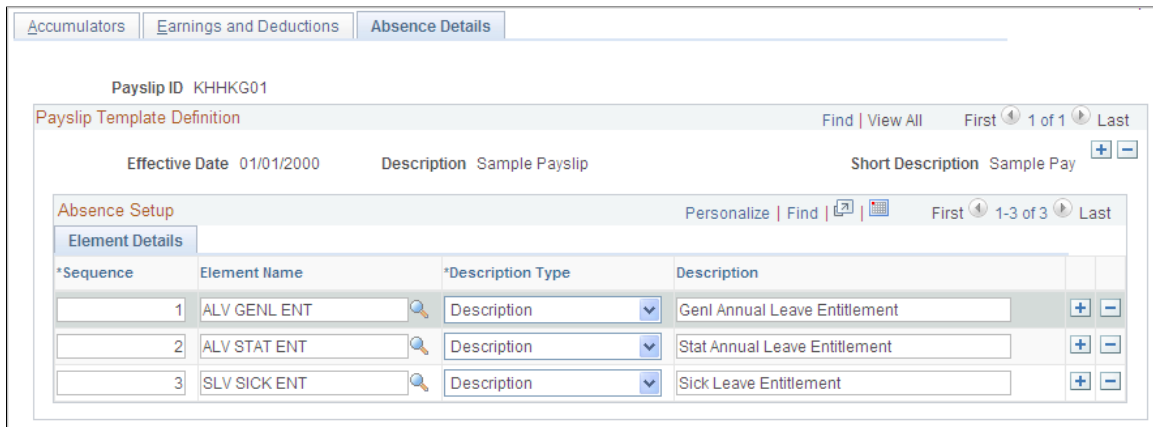 Accumulators Earnings and Deductions Absence Details
Payslip ID KHHKG01
Payslip Template Definition Find | View All First 1 of 1 Last
Effective Date 01/01/2000 Description Sample Payslip Short Description Sample Pay
Absence Setup Personalize | Find | | First 1-3 of 3 Last
Element Details
*Sequence Element Name *Description Type Description
1 ALV GENL ENT Description Genl Annual Leave Entitlement
2 ALV STAT ENT Description Stat Annual Leave Entitlement
3 SLV SICK ENT Description Sick Leave Entitlement